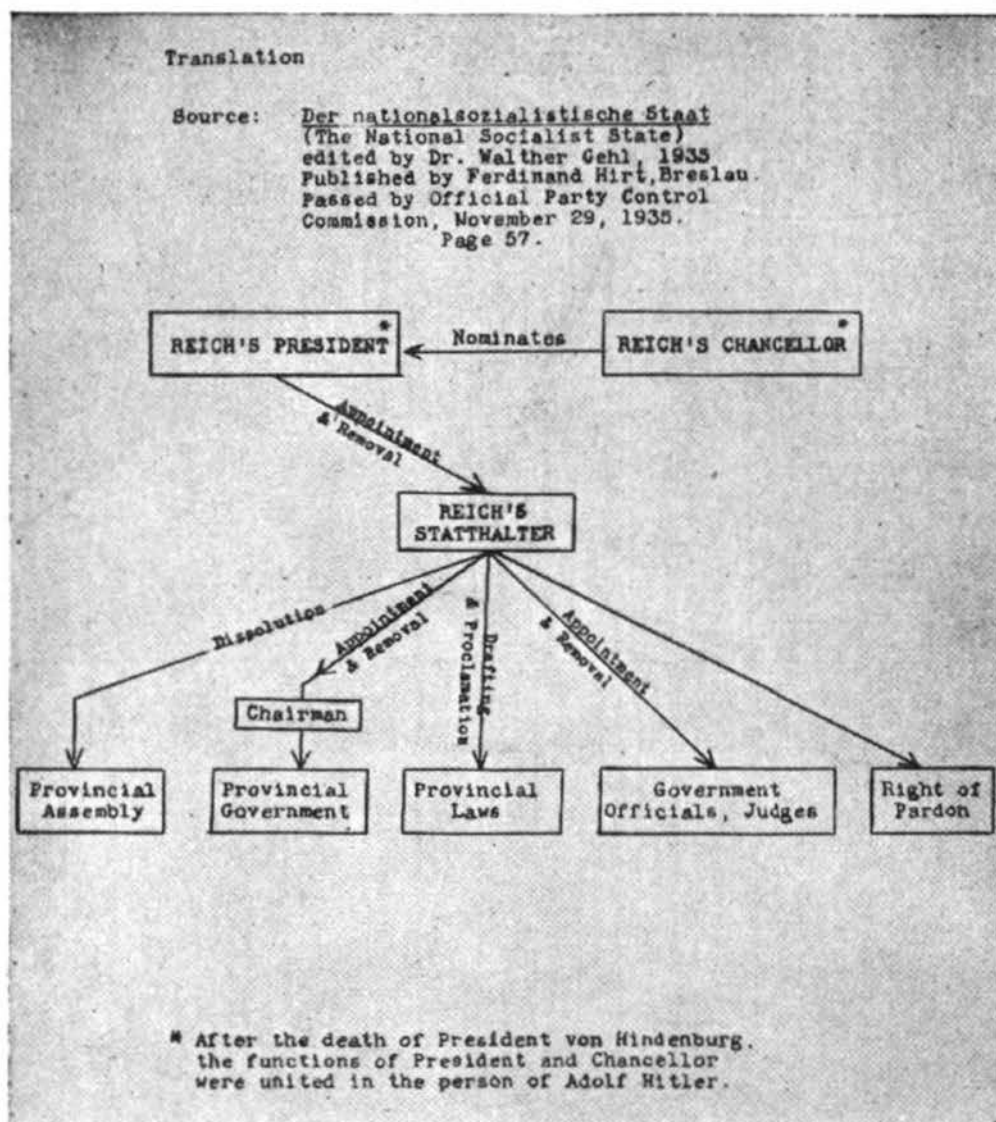 Translation
Source: Der nationalsozialistische Staat
(The National Socialist State)
edited by Dr. Walther Gehl, 1935
Published by Ferdinand Hirt, Breslau.
Passed by Official Party Control
Commission, November 29, 1935.
Page 57.
REICH'S PRESIDENT*
Nominates
REICH'S CHANCELLOR*
Appointment
& Removal
REICH'S
STATTHALTER
Dissolution
Appointment
& Removal
Drafting
& Proclamation
Appointment
& Removal
Chairman
Provincial
Assembly
Provincial
Government
Provincial
Laws
Government
Officials, Judges
Right of
Pardon
* After the death of President von Hindenburg,
the functions of President and Chancellor
were united in the person of Adolf Hitler.